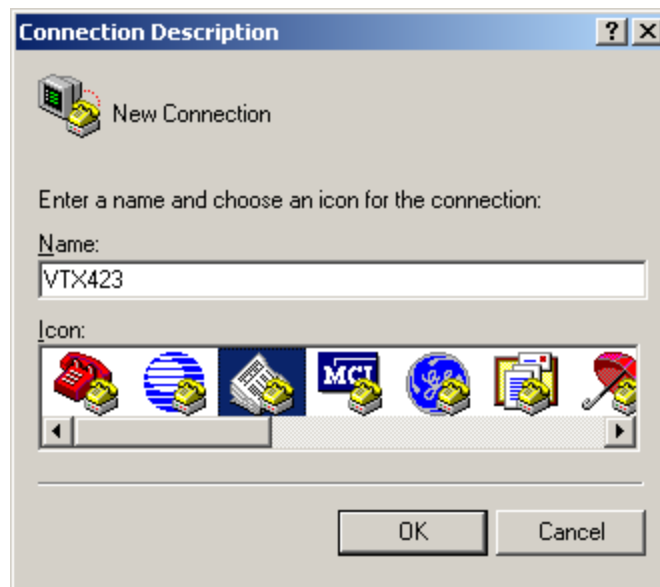 Connection Description
New Connection
Enter a name and choose an icon for the connection:
Name:
VTX423
Icon:
MCI
OK
Cancel